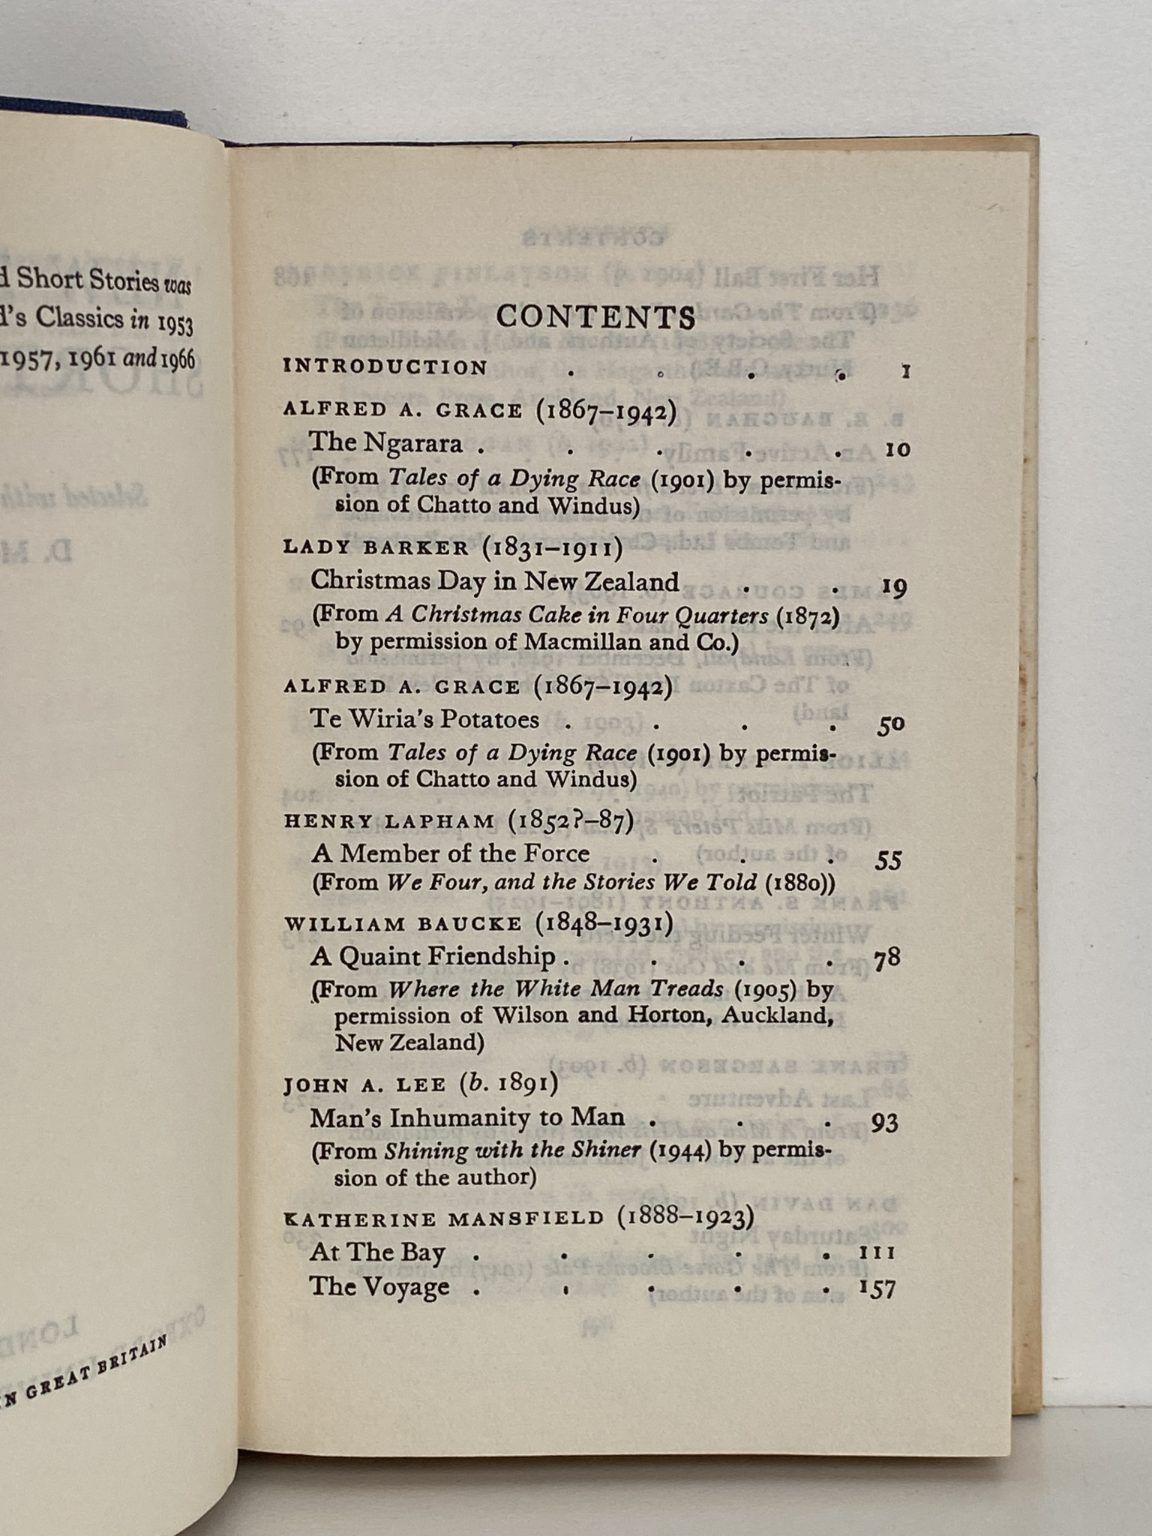 d Short Stories was
d's Classics in 1953
1957, 1961 and 1966
IN GREAT BRITAIN
CONTENTS
INTRODUCTION . . . . 1
ALFRED A. GRACE (1867–1942)
The Ngarara . . . . . 10
(From Tales of a Dying Race (1901) by permis-
sion of Chatto and Windus)
LADY BARKER (1831–1911)
Christmas Day in New Zealand . . 19
(From A Christmas Cake in Four Quarters (1872)
by permission of Macmillan and Co.)
ALFRED A. GRACE (1867–1942)
Te Wiria's Potatoes . . . . 50
(From Tales of a Dying Race (1901) by permis-
sion of Chatto and Windus)
HENRY LAPHAM (1852?–87)
A Member of the Force . . . 55
(From We Four, and the Stories We Told (1880))
WILLIAM BAUCKE (1848–1931)
A Quaint Friendship . . . . 78
(From Where the White Man Treads (1905) by
permission of Wilson and Horton, Auckland,
New Zealand)
JOHN A. LEE (b. 1891)
Man's Inhumanity to Man . . . 93
(From Shining with the Shiner (1944) by permis-
sion of the author)
KATHERINE MANSFIELD (1888–1923)
At The Bay . . . . . 111
The Voyage . . . . . 157